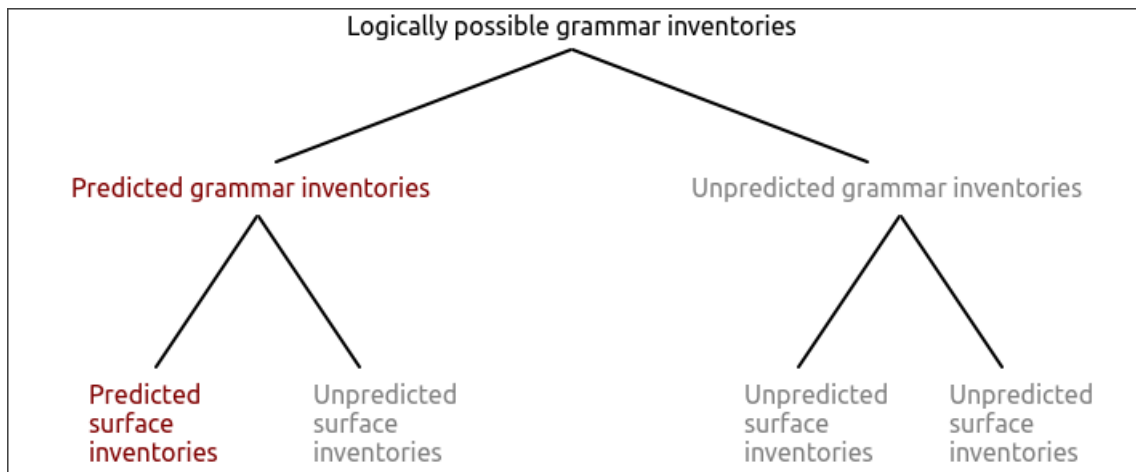 Logically possible grammar inventories
Predicted grammar inventories
Unpredicted grammar inventories
Predicted
surface
inventories
Unpredicted
surface
inventories
Unpredicted
surface
inventories
Unpredicted
surface
inventories